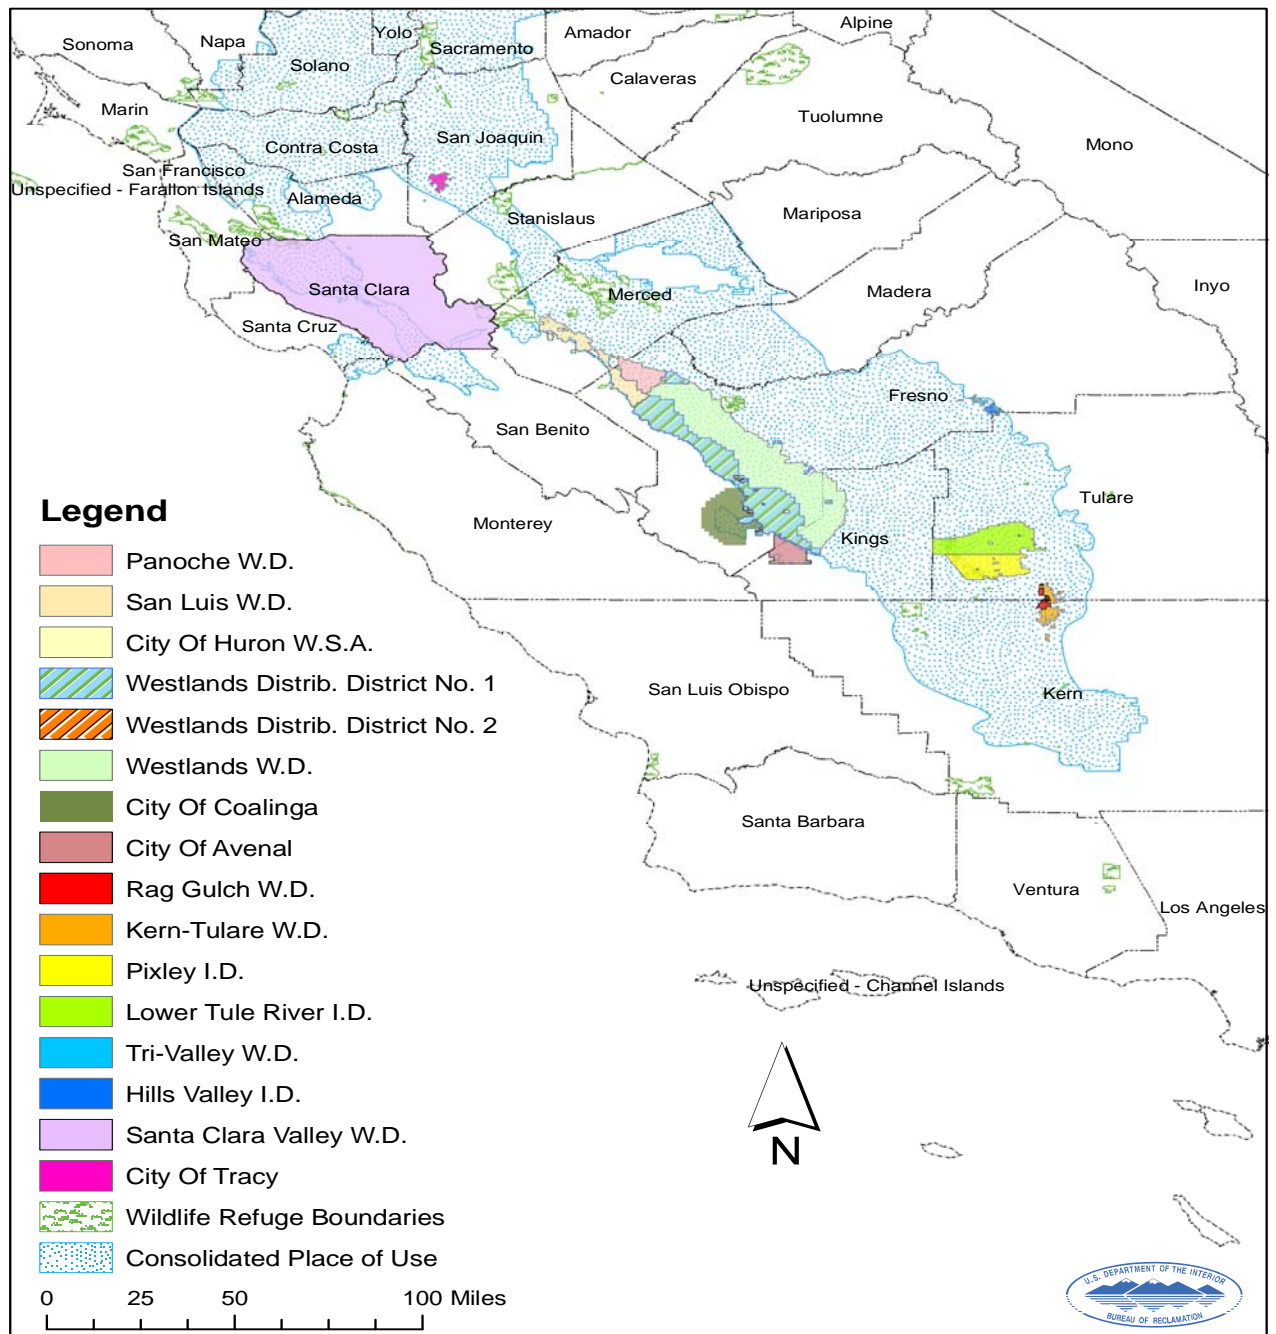 Sonoma
Napa
Yolo
Sacramento
Amador
Alpine
Solano
Calaveras
Marin
Tuolumne
Contra Costa
San Joaquin
Mono
San Francisco
Unspecified - Farallon Islands
Alameda
Stanislaus
Mariposa
San Mateo
Santa Clara
Merced
Madera
Inyo
Santa Cruz
Fresno
San Benito
Tulare
Monterey
Kings
San Luis Obispo
Kern
Santa Barbara
Ventura
Los Angeles
Unspecified - Channel Islands
Legend
Panoche W.D.
San Luis W.D.
City Of Huron W.S.A.
Westlands Distrib. District No. 1
Westlands Distrib. District No. 2
Westlands W.D.
City Of Coalinga
City Of Avenal
Rag Gulch W.D.
Kern-Tulare W.D.
Pixley I.D.
Lower Tule River I.D.
Tri-Valley W.D.
Hills Valley I.D.
Santa Clara Valley W.D.
City Of Tracy
Wildlife Refuge Boundaries
Consolidated Place of Use
0 25 50 100 Miles
N
U.S. DEPARTMENT OF THE INTERIOR
BUREAU OF RECLAMATION